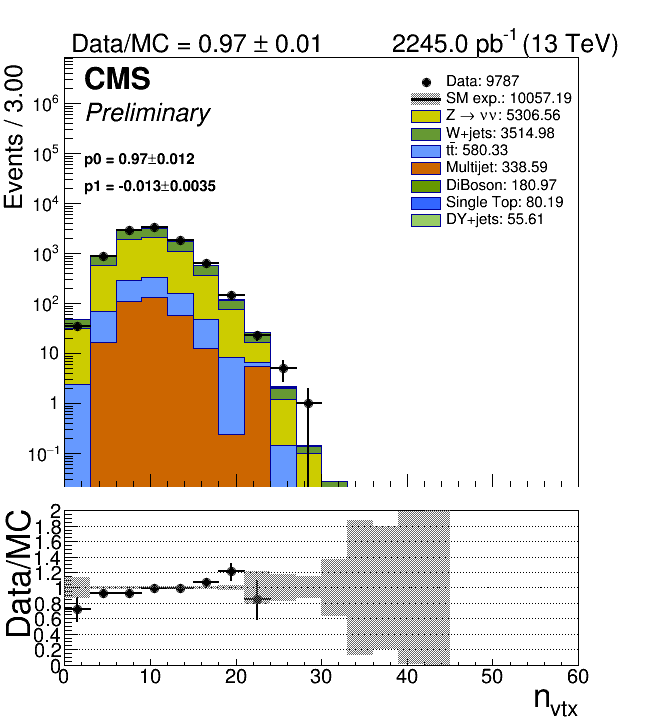 Data/MC = 0.97 ± 0.01 2245.0 pb⁻¹ (13 TeV)
CMS
Preliminary
p0 = 0.97±0.012
p1 = -0.013±0.0035
Data: 9787
SM exp.: 10057.19
Z → νν: 5306.56
W+jets: 3514.98
tt̄: 580.33
Multijet: 338.59
DiBoson: 180.97
Single Top: 80.19
DY+jets: 55.61
Events / 3.00
10⁶
10⁵
10⁴
10³
10²
10
1
10⁻¹
Data/MC
2
1.8
1.6
1.4
1.2
1
0.8
0.6
0.4
0.2
0
0 10 20 30 40 50 60
n_vtx